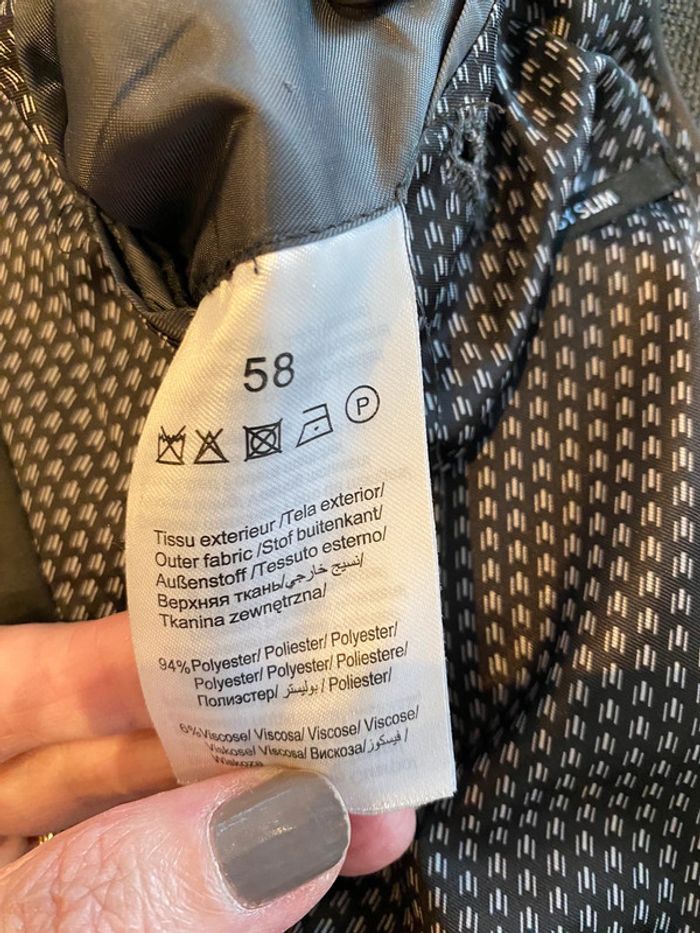 SLIM
58
P
Tissu exterieur /Tela exterior/
Outer fabric /Stof buitenkant/
Außenstoff /Tessuto esterno/
Верхняя ткань/نسيج خارجي/
Tkanina zewnętrzna/
94%Polyester/ Poliester/ Polyester/
Polyester/ Polyester/ Poliestere/
Полиэстер/ بوليستر/ Poliester/
6%Viscose/ Viscosa/ Viscose/ Viscose/
Viskose/ Viscosa/ Вискоза/فيسكوز/
Wiskoza